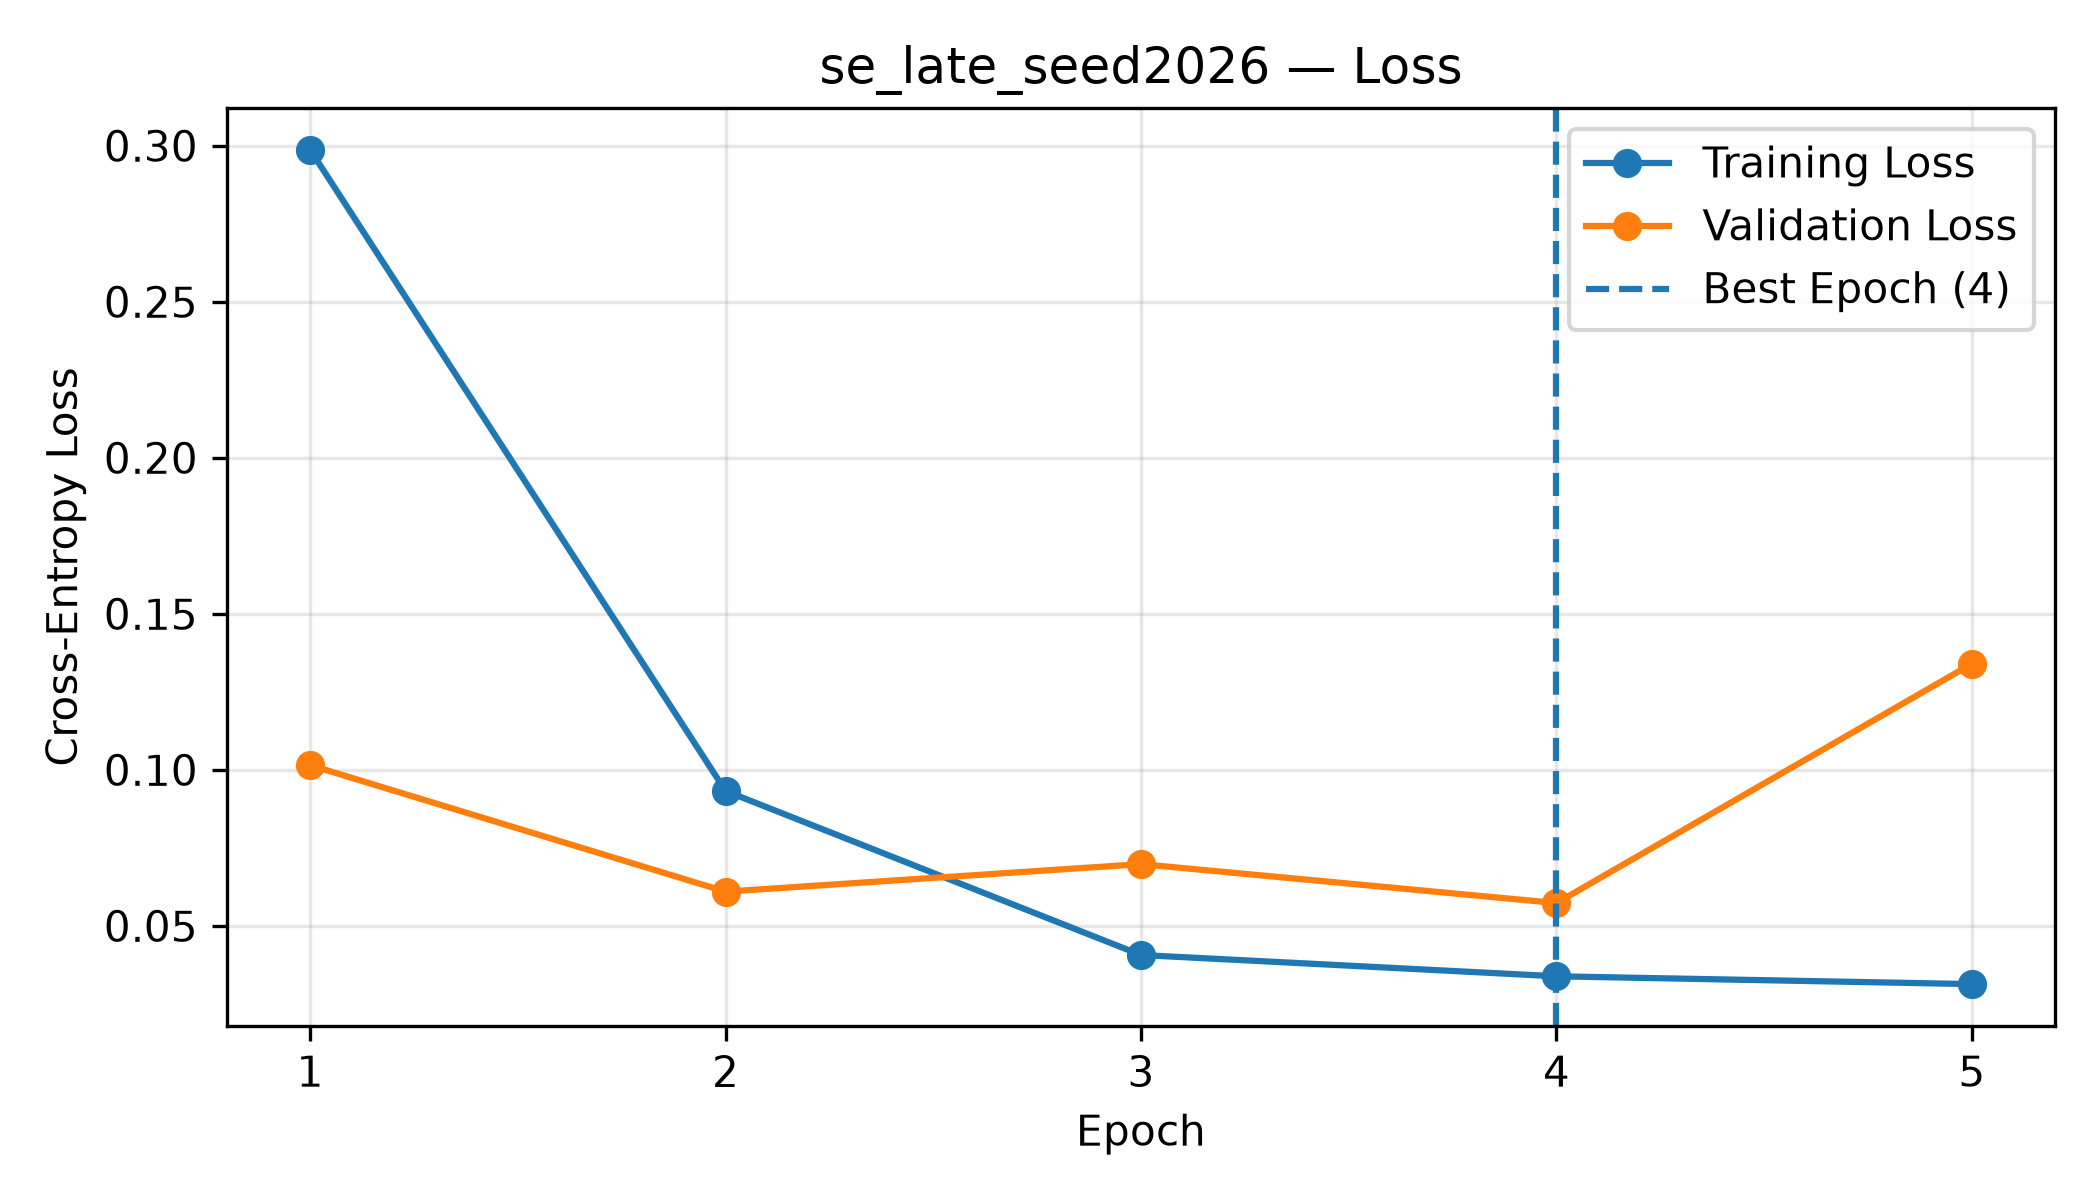 se_late_seed2026 — Loss
Training Loss
Validation Loss
Best Epoch (4)
Cross-Entropy Loss
0.30
0.25
0.20
0.15
0.10
0.05
1 2 3 4 5
Epoch